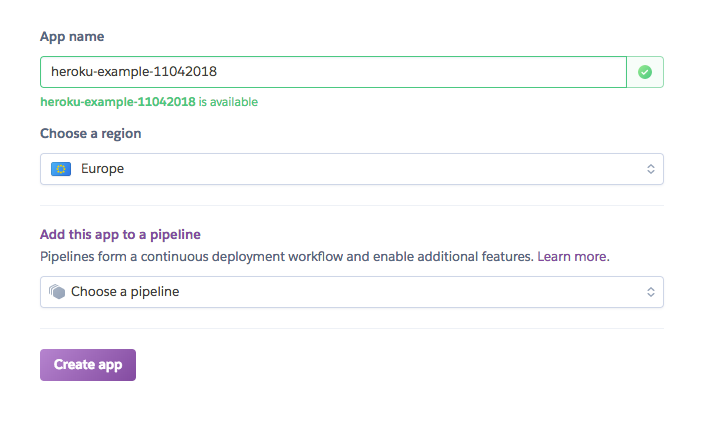 App name
heroku-example-11042018
heroku-example-11042018 is available
Choose a region
Europe
Add this app to a pipeline
Pipelines form a continuous deployment workflow and enable additional features. Learn more.
Choose a pipeline
Create app